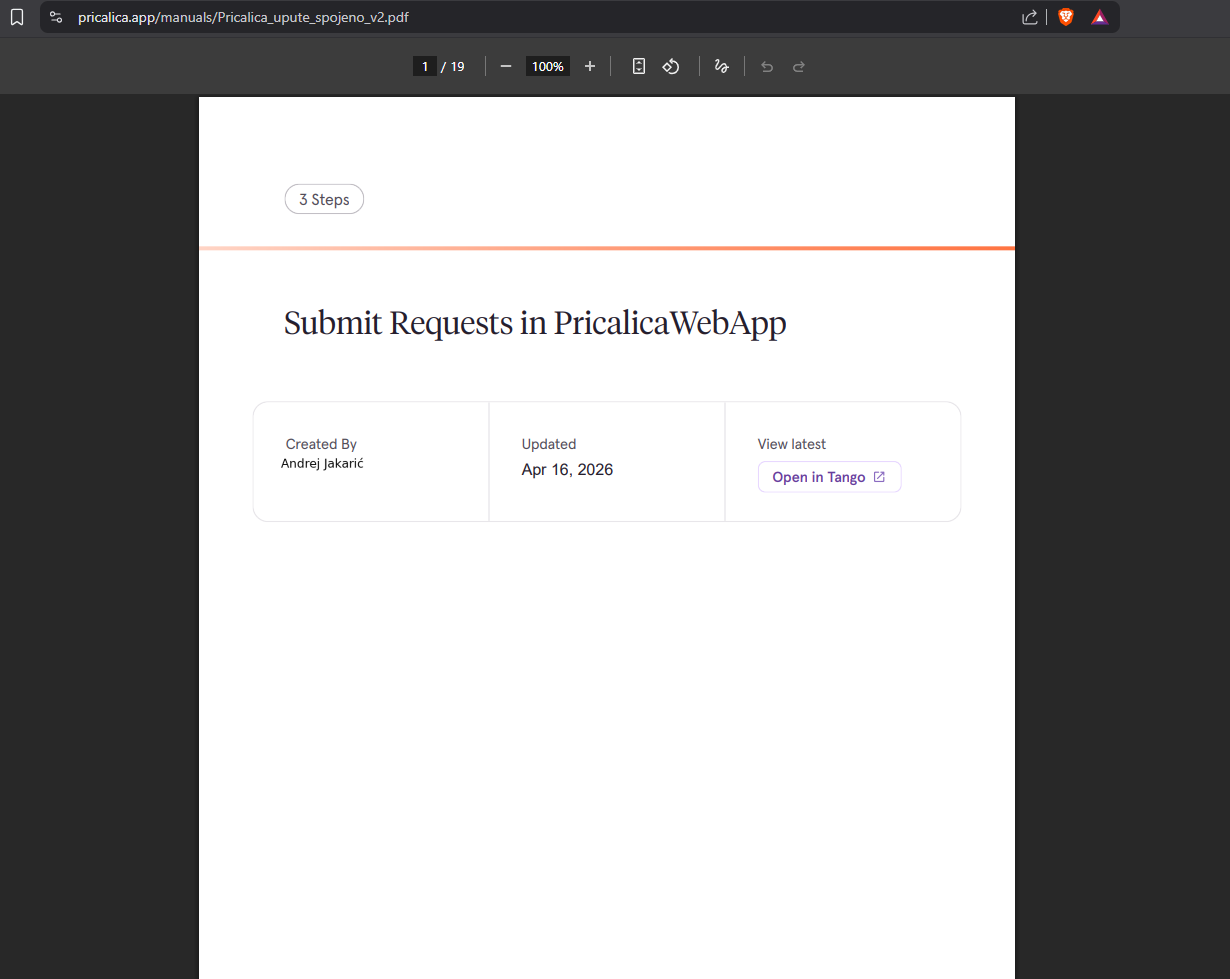 pricalica.app/manuals/Pricalica_upute_spojeno_v2.pdf
1 / 19
100%
3 Steps
Submit Requests in PricalicaWebApp
Created By
Andrej Jakarić
Updated
Apr 16, 2026
View latest
Open in Tango